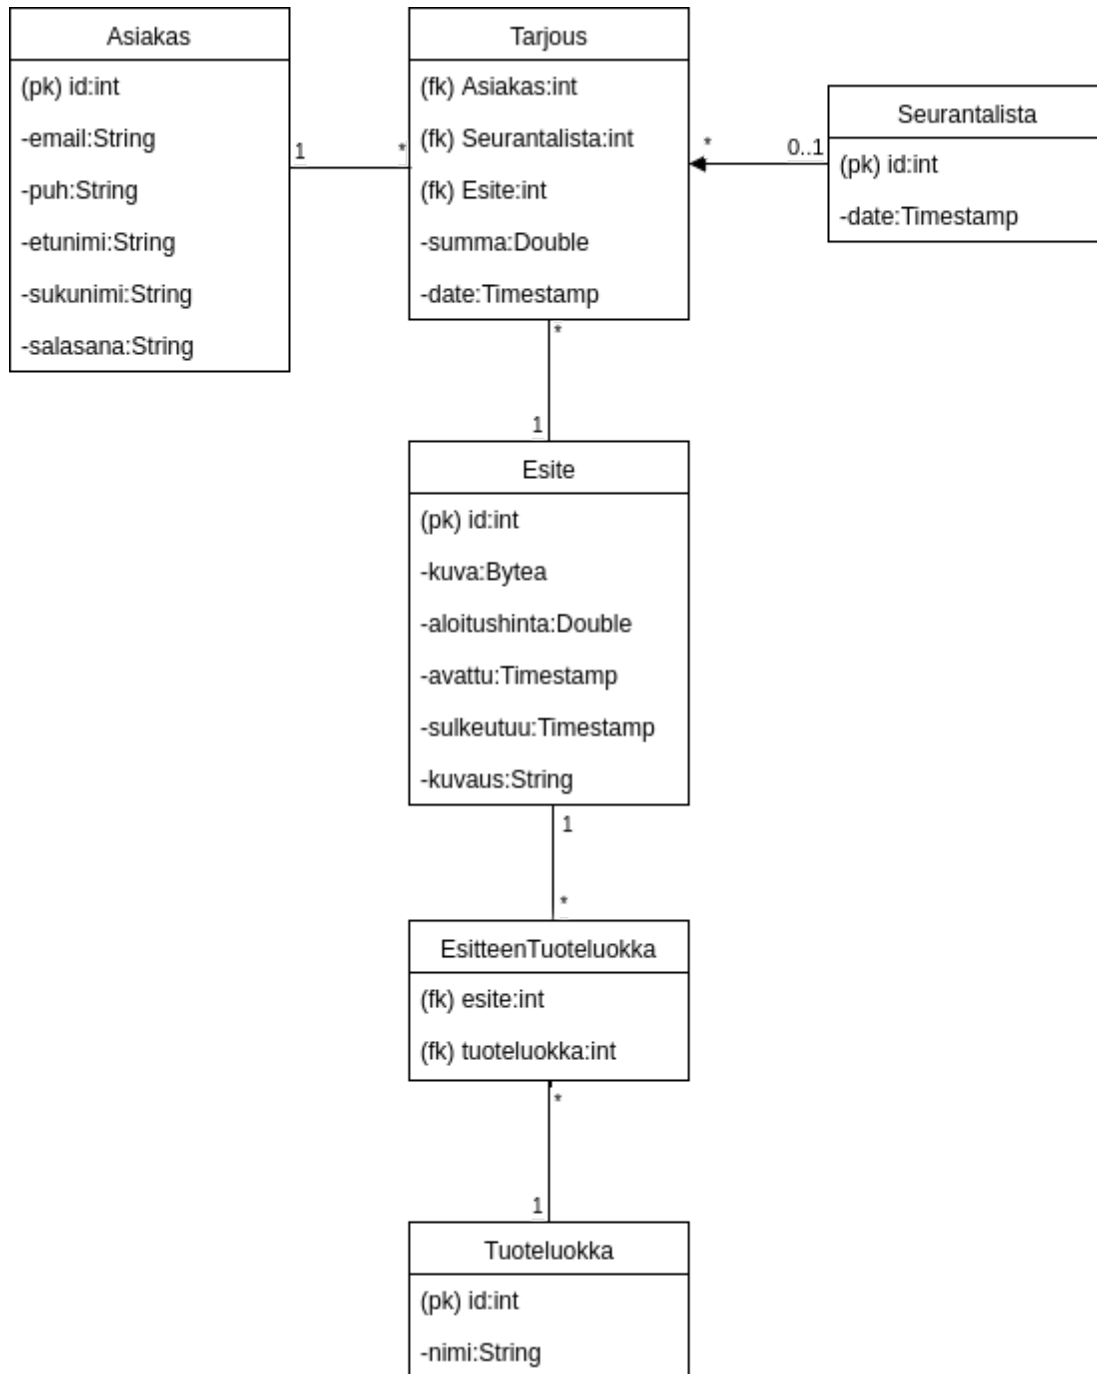 Asiakas
(pk) id:int
-email:String
-puh:String
-etunimi:String
-sukunimi:String
-salasana:String
1
*
Tarjous
(fk) Asiakas:int
(fk) Seurantalista:int
(fk) Esite:int
-summa:Double
-date:Timestamp
*
0..1
Seurantalista
(pk) id:int
-date:Timestamp
*
1
Esite
(pk) id:int
-kuva:Bytea
-aloitushinta:Double
-avattu:Timestamp
-sulkeutuu:Timestamp
-kuvaus:String
1
*
EsitteenTuoteluokka
(fk) esite:int
(fk) tuoteluokka:int
*
1
Tuoteluokka
(pk) id:int
-nimi:String